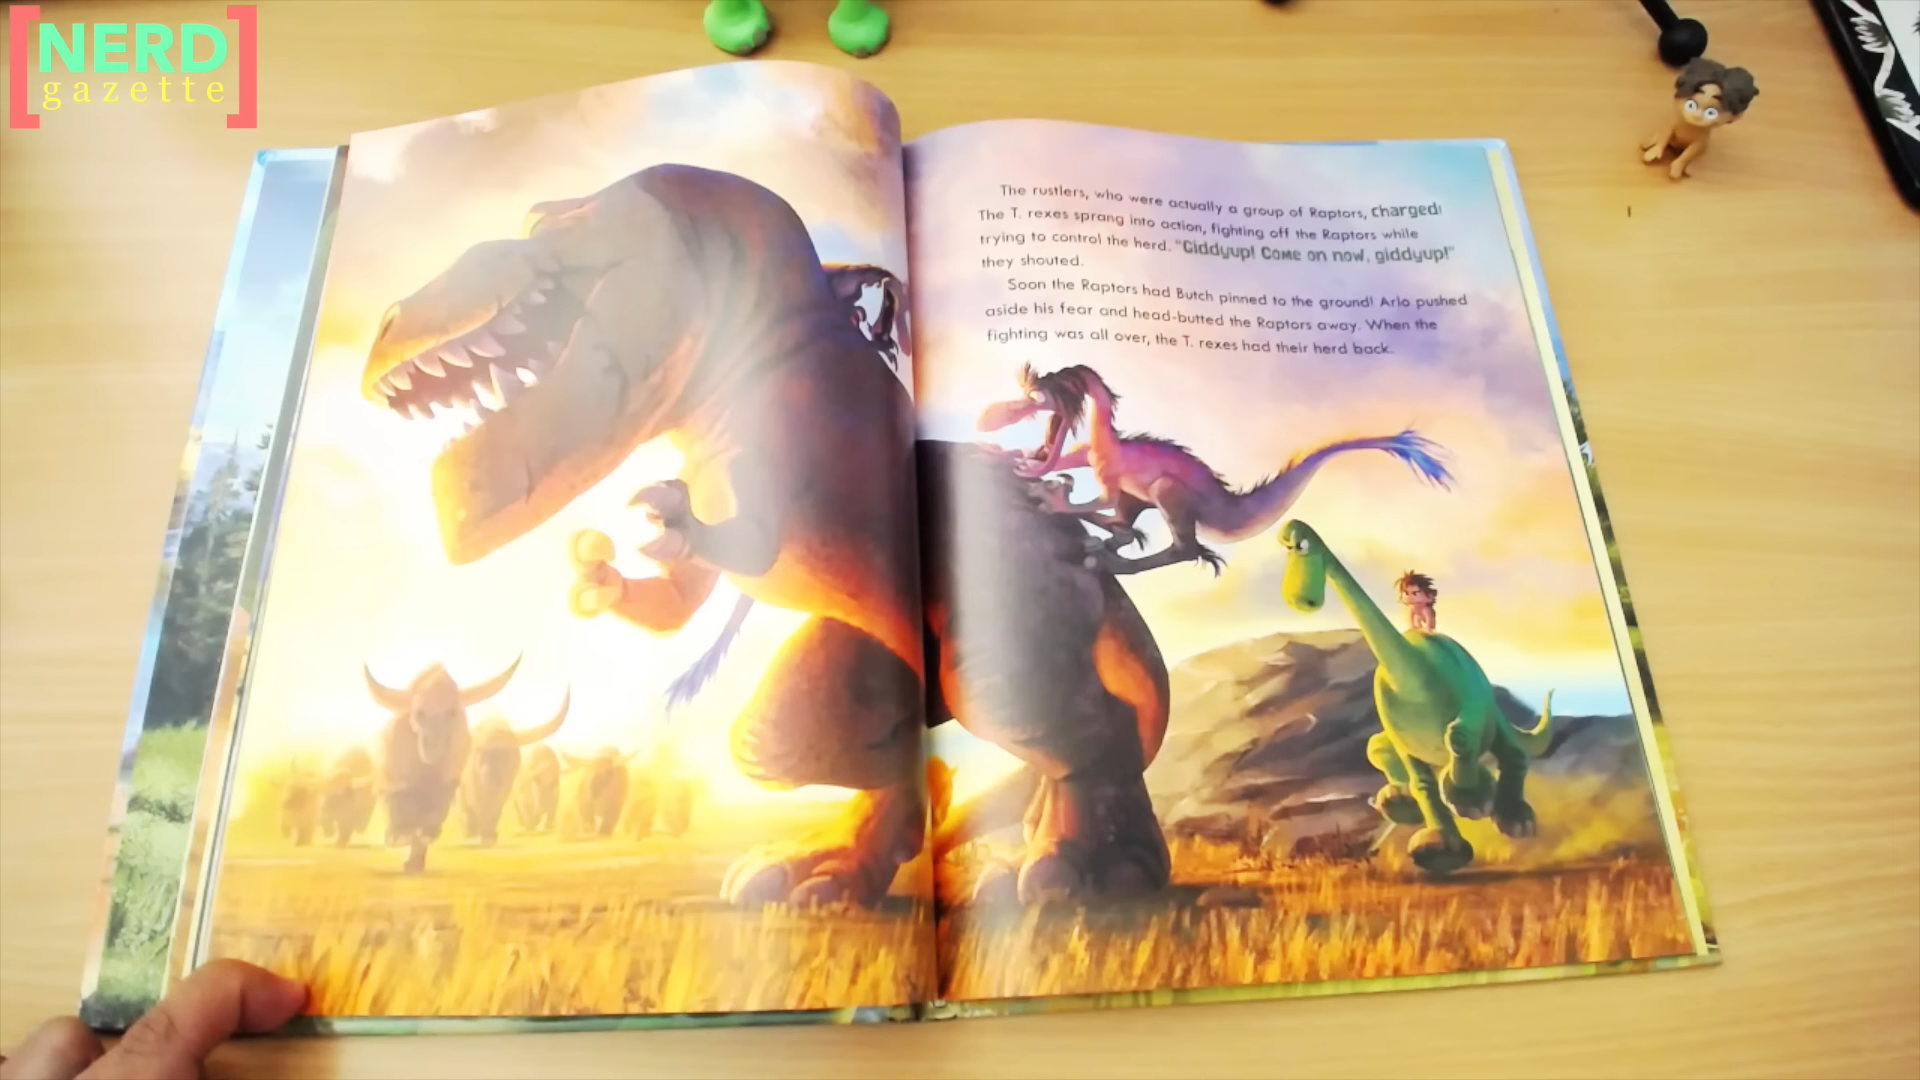 [NERD
gazette]
The rustlers, who were actually a group of Raptors, charged!
The T. rexes sprang into action, fighting off the Raptors while
trying to control the herd. "Giddyup! Come on now, giddyup!"
they shouted.
Soon the Raptors had Butch pinned to the ground! Arlo pushed
aside his fear and head-butted the Raptors away. When the
fighting was all over, the T. rexes had their herd back.